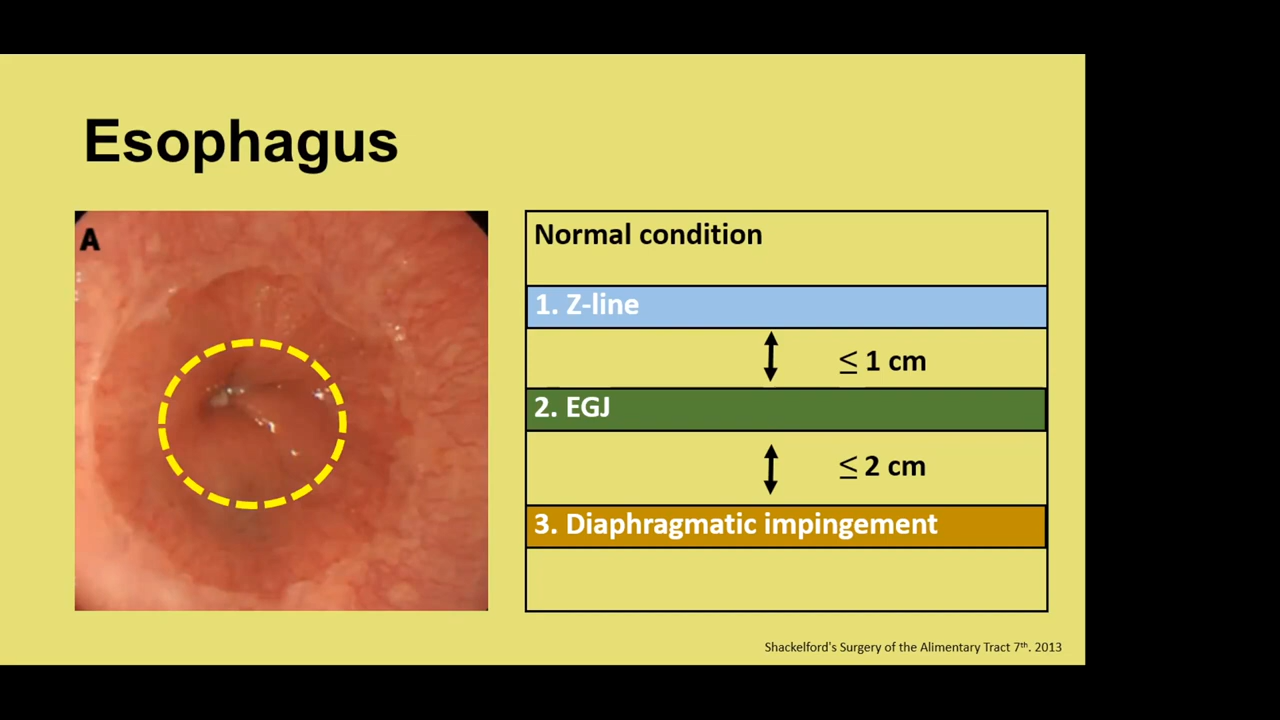 Esophagus
A
Normal condition
1. Z-line
≤ 1 cm
2. EGJ
≤ 2 cm
3. Diaphragmatic impingement
Shackelford's Surgery of the Alimentary Tract 7th. 2013